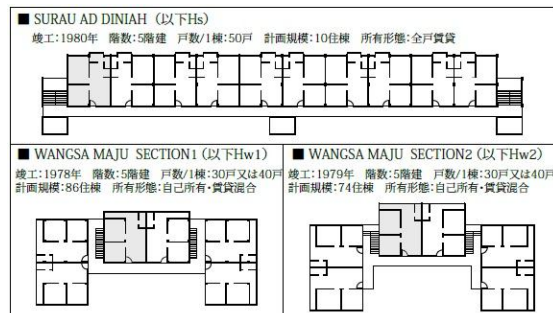 ■ SURAU AD DINIAH (以下Hs)
竣工:1980年 階数:5階建 戸数/1棟:50戸 計画規模:10住棟 所有形態:全戸賃貸
■ WANGSA MAJU SECTION1 (以下Hw1)
竣工:1978年 階数:5階建 戸数/1棟:30戸又は40戸
計画規模:86住棟 所有形態:自己所有・賃貸混合
■ WANGSA MAJU SECTION2 (以下Hw2)
竣工:1979年 階数:5階建 戸数/1棟:30戸又は40戸
計画規模:74住棟 所有形態:自己所有・賃貸混合